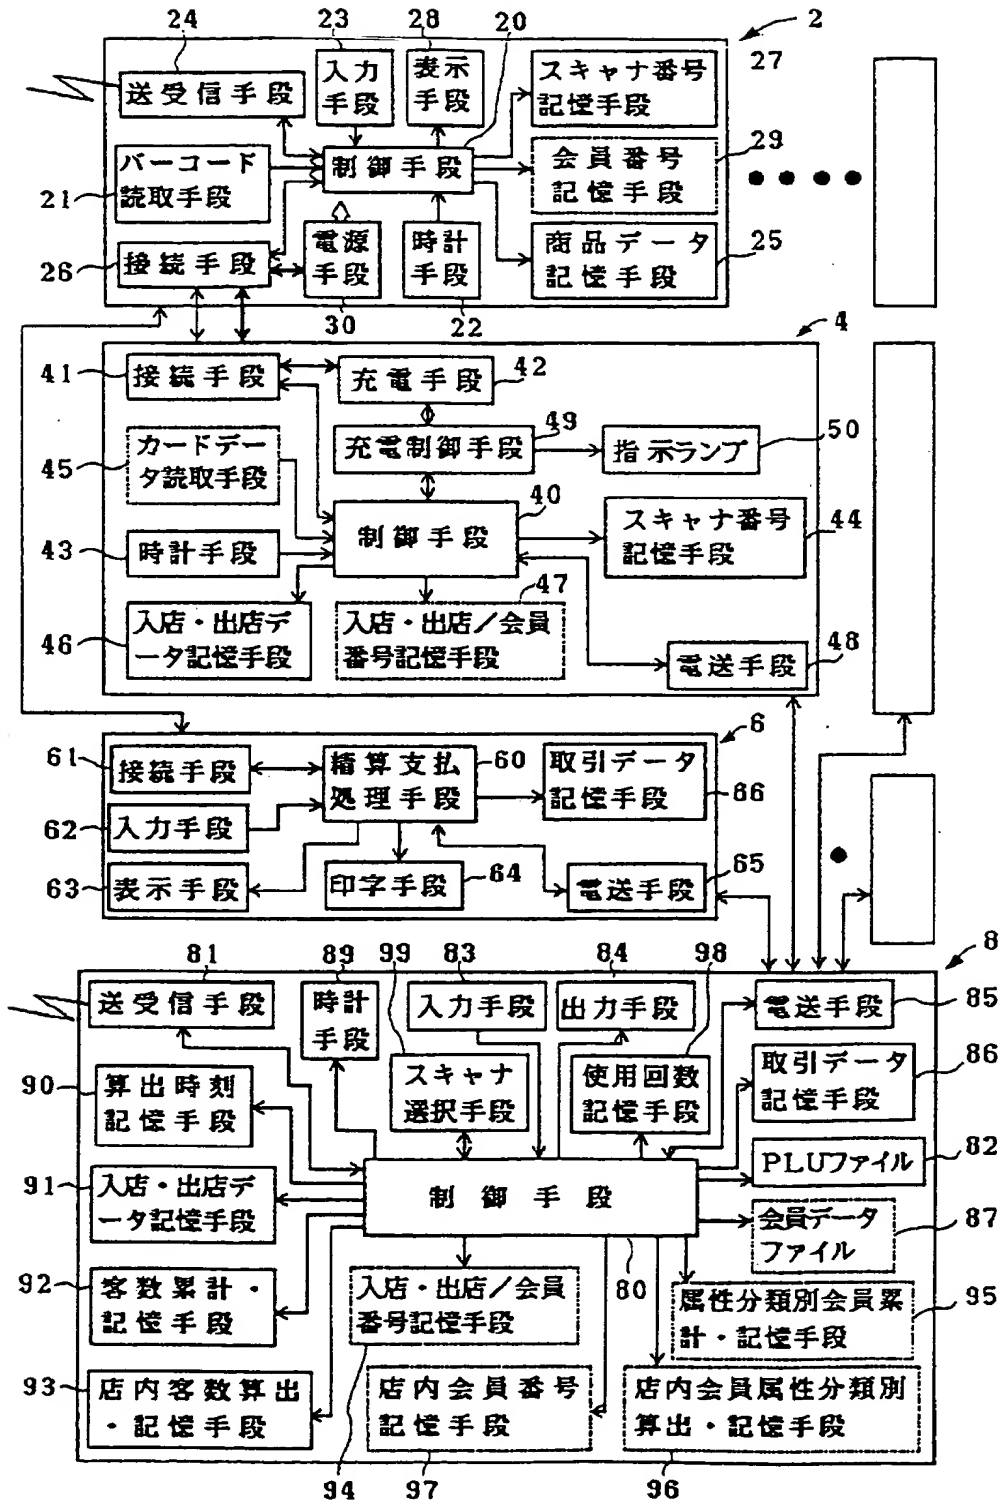 24
23
28
20
2
送受信手段
入力
手段
表示
手段
スキャナ番号
記憶手段
27
制御手段
会員番号
記憶手段
29
バーコード
読取手段
21
電源
手段
時計
手段
商品データ
記憶手段
25
26
接続手段
30
22
4
41
接続手段
充電手段
42
充電制御手段
49
指示ランプ
50
カードデー
タ読取手段
45
40
制御手段
スキャナ番号
記憶手段
44
43
時計手段
47
入店・出店デ
ータ記憶手段
46
入店・出店/会員
番号記憶手段
電送手段
48
6
61
接続手段
精算支払
処理手段
60
取引データ
記憶手段
66
62
入力手段
63
表示手段
印字手段
64
電送手段
65
8
81
89
99
83
84
98
送受信手段
時計
手段
入力手段
出力手段
電送手段
85
90
算出時刻
記憶手段
スキャナ
選択手段
使用回数
記憶手段
取引データ
記憶手段
86
PLUファイル
82
91
入店・出店デ
ータ記憶手段
制御手段
会員データ
ファイル
87
80
92
客数累計・
記憶手段
入店・出店/会員
番号記憶手段
属性分類別会員累
計・記憶手段
95
93
店内客数算出
・記憶手段
店内会員番号
記憶手段
店内会員属性分類別
算出・記憶手段
94
97
96